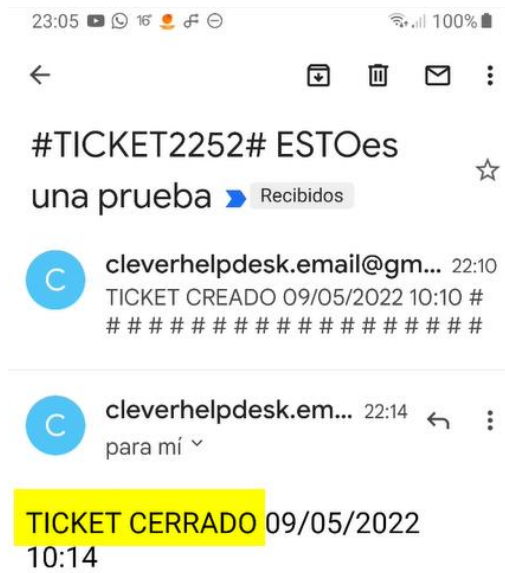 23:05 16° 100%
#TICKET2252# ESTOes
una prueba Recibidos
C
cleverhelpdesk.email@gm... 22:10
TICKET CREADO 09/05/2022 10:10 #
# # # # # # # # # # # # # # # # # #
C
cleverhelpdesk.em... 22:14
para mí
TICKET CERRADO 09/05/2022
10:14